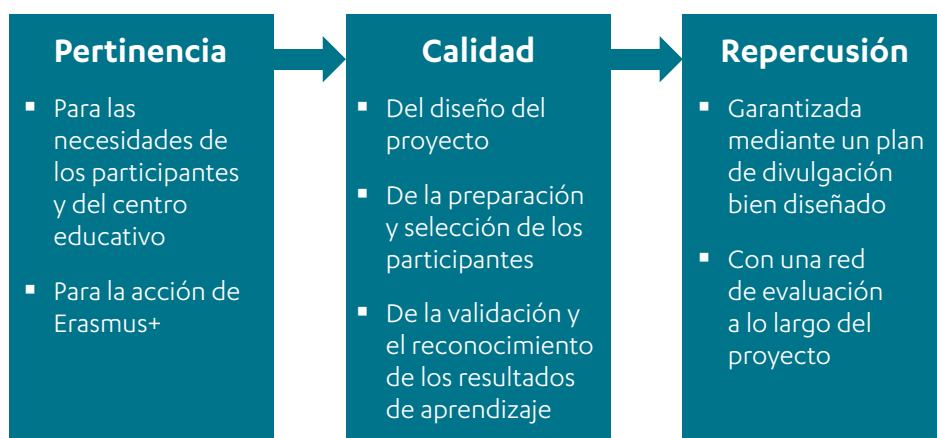 Pertinencia
▪ Para las
necesidades de
los participantes
y del centro
educativo
▪ Para la acción de
Erasmus+
Calidad
▪ Del diseño del
proyecto
▪ De la preparación
y selección de los
participantes
▪ De la validación y
el reconocimiento
de los resultados
de aprendizaje
Repercusión
▪ Garantizada
mediante un plan
de divulgación
bien diseñado
▪ Con una red
de evaluación
a lo largo del
proyecto